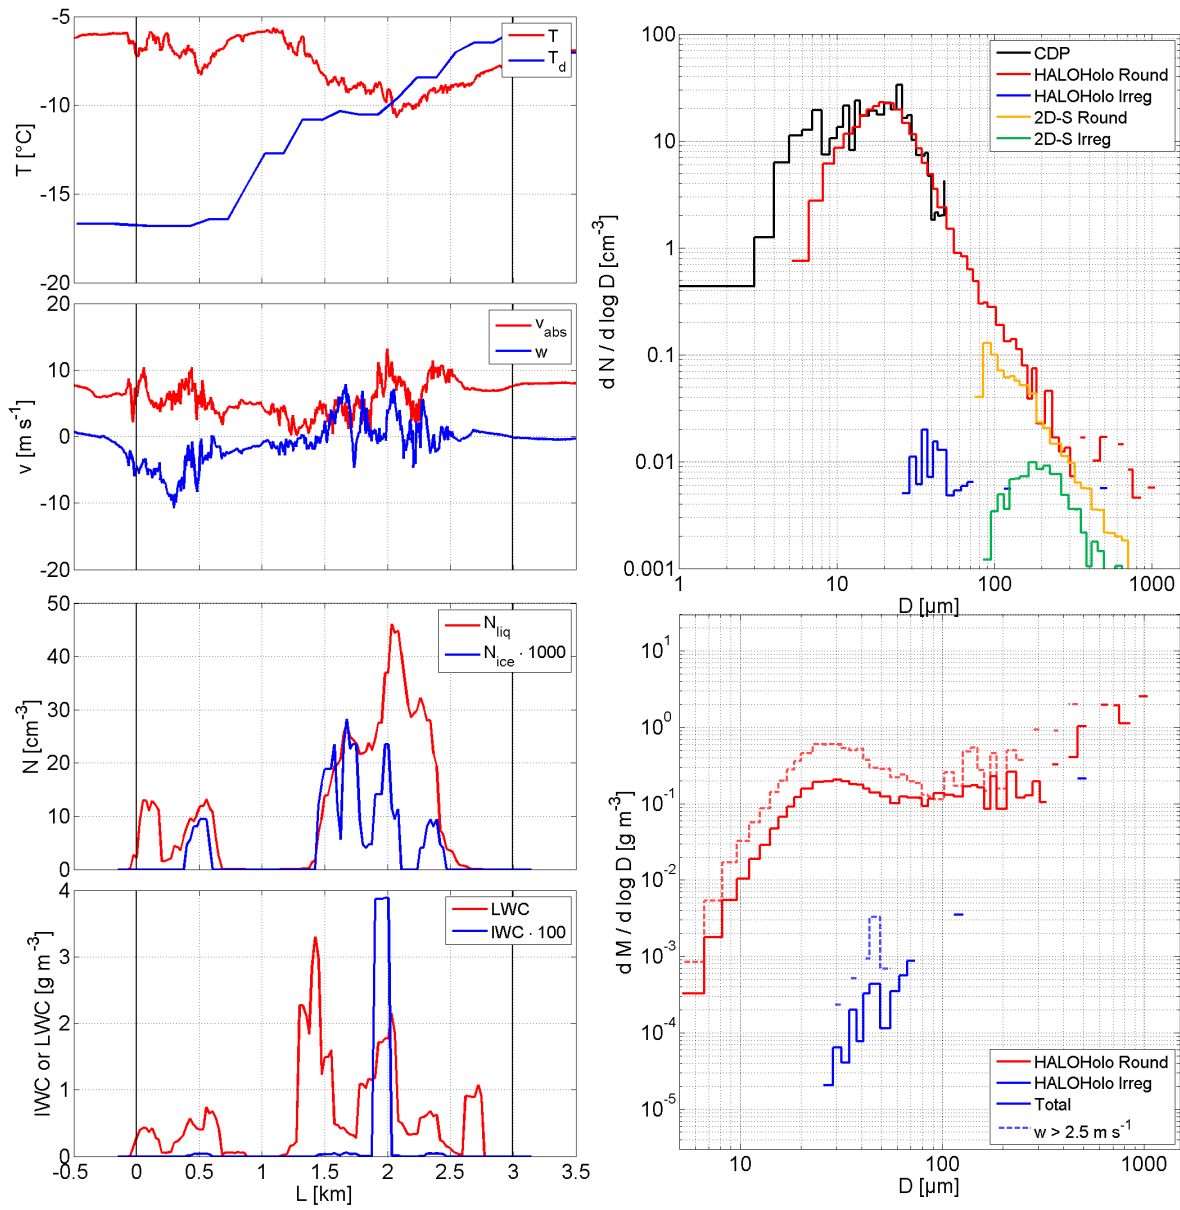 -5
-10
-15
-20
T [°C]
T
T_d
20
10
0
-10
-20
v [m s⁻¹]
v_abs
w
50
40
30
20
10
0
N [cm⁻³]
N_liq
N_ice · 1000
4
3
2
1
0
IWC or LWC [g m⁻³]
LWC
IWC · 100
-0.5 0 0.5 1 1.5 2 2.5 3 3.5
L [km]
100
10
1
0.1
0.01
0.001
d N / d log D [cm⁻³]
CDP
HALOHolo Round
HALOHolo Irreg
2D-S Round
2D-S Irreg
1 10 100 1000
D [µm]
10¹
10⁰
10⁻¹
10⁻²
10⁻³
10⁻⁴
10⁻⁵
d M / d log D [g m⁻³]
HALOHolo Round
HALOHolo Irreg
Total
w > 2.5 m s⁻¹
10 100 1000
D [µm]